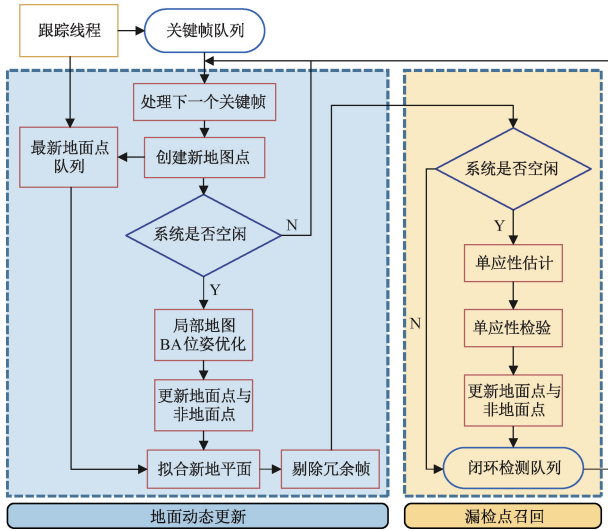 跟踪线程
关键帧队列
处理下一个关键帧
最新地面点
队列
创建新地图点
系统是否空闲
N
Y
局部地图
BA位姿优化
更新地面点与
非地面点
拟合新地平面
剔除冗余帧
地面动态更新
系统是否空闲
Y
N
单应性估计
单应性检验
更新地面点与
非地面点
闭环检测队列
漏检点召回